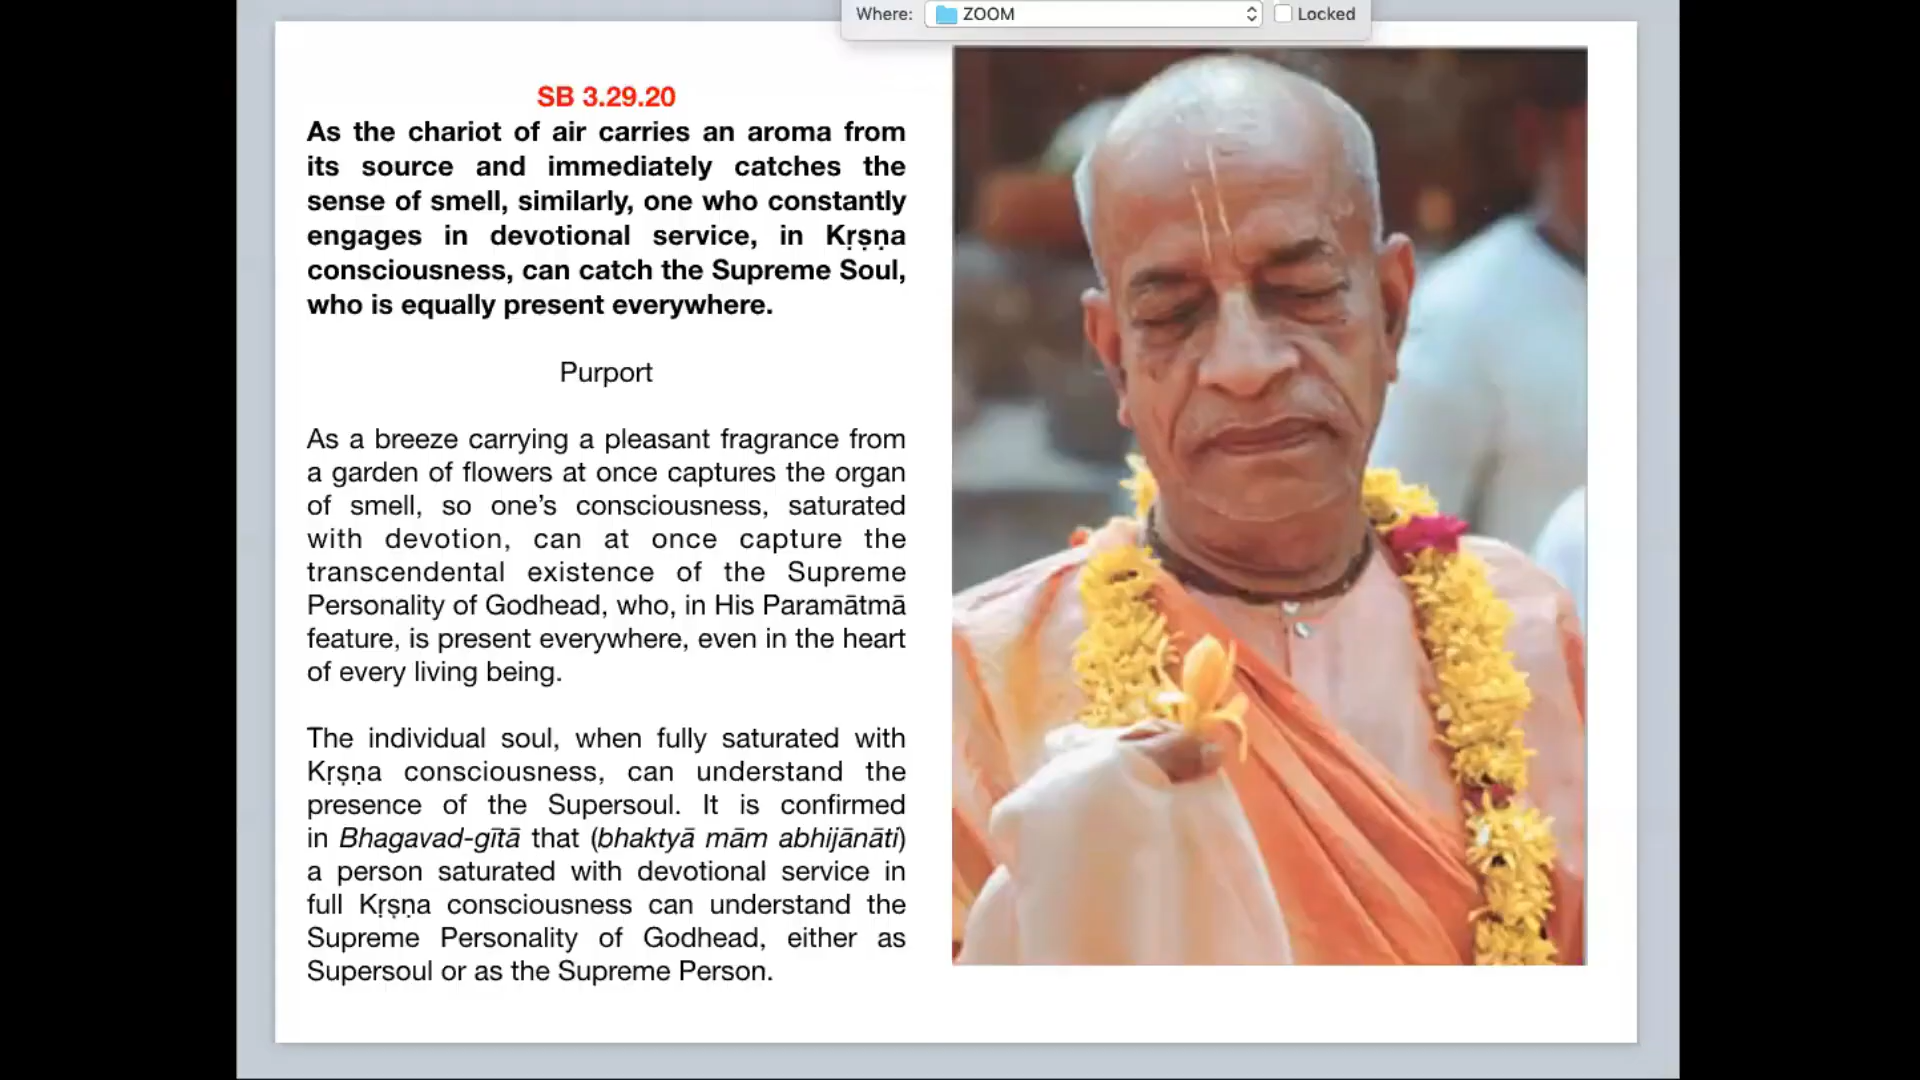 Where: ZOOM Locked
SB 3.29.20
As the chariot of air carries an aroma from
its source and immediately catches the
sense of smell, similarly, one who constantly
engages in devotional service, in Kṛṣṇa
consciousness, can catch the Supreme Soul,
who is equally present everywhere.
Purport
As a breeze carrying a pleasant fragrance from
a garden of flowers at once captures the organ
of smell, so one’s consciousness, saturated
with devotion, can at once capture the
transcendental existence of the Supreme
Personality of Godhead, who, in His Paramātmā
feature, is present everywhere, even in the heart
of every living being.
The individual soul, when fully saturated with
Kṛṣṇa consciousness, can understand the
presence of the Supersoul. It is confirmed
in Bhagavad-gītā that (bhaktyā mām abhijānāti)
a person saturated with devotional service in
full Kṛṣṇa consciousness can understand the
Supreme Personality of Godhead, either as
Supersoul or as the Supreme Person.